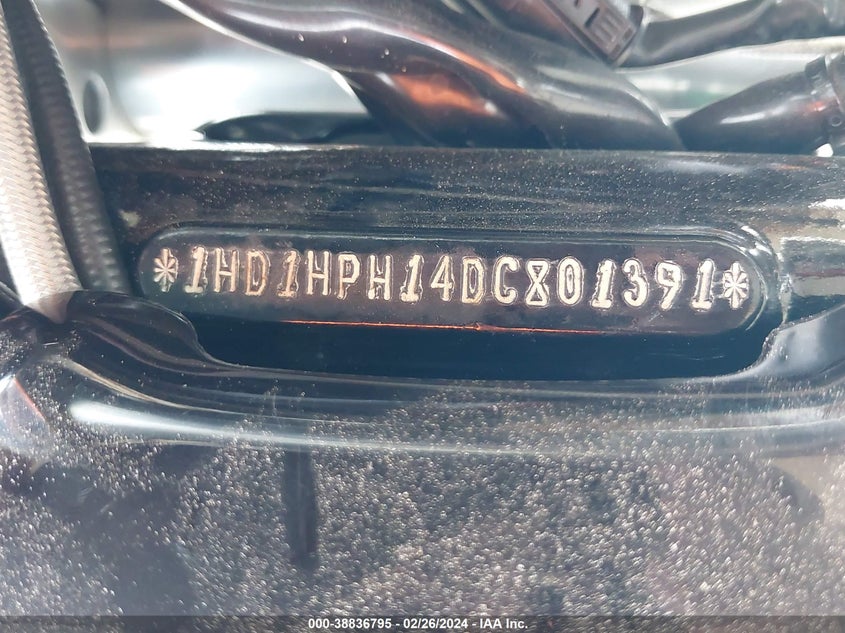 *1HD1HPH14DC801391*
000-38836795 - 02/26/2024 - IAA Inc.